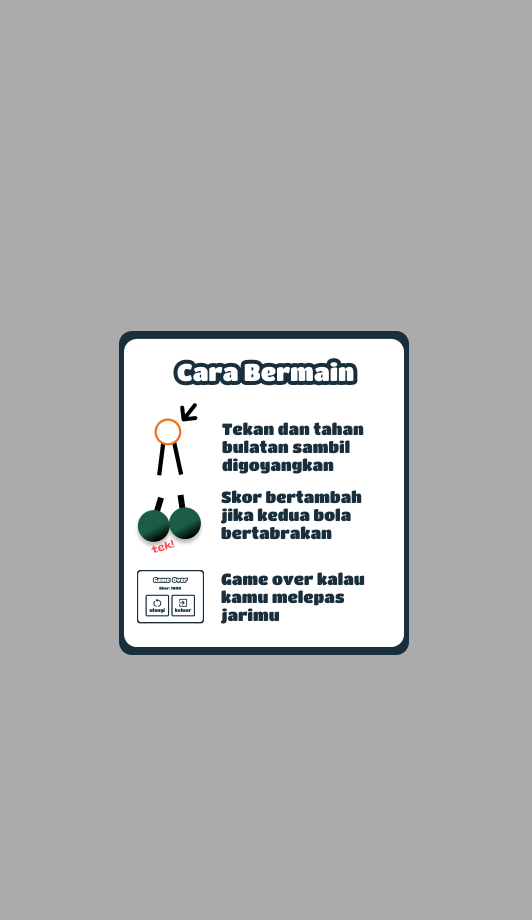 Cara Bermain
Tekan dan tahan
bulatan sambil
digoyangkan
Skor bertambah
jika kedua bola
bertabrakan
tek!
Game Over
Skor: 1000
ulangi
keluar
Game over kalau
kamu melepas
jarimu